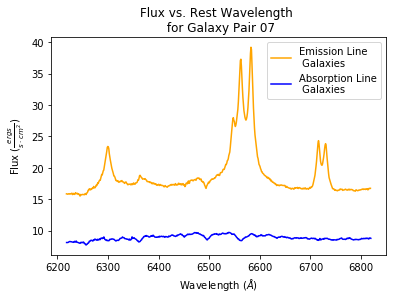 Flux vs. Rest Wavelength
for Galaxy Pair 07
Emission Line
Galaxies
Absorption Line
Galaxies
Flux (ergs / s · cm²)
40
35
30
25
20
15
10
6200 6300 6400 6500 6600 6700 6800
Wavelength (Å)